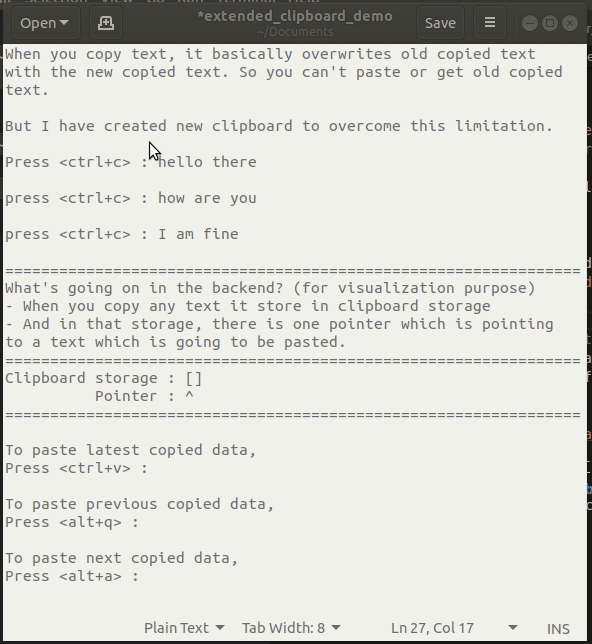 Open
*extended_clipboard_demo
~/Documents
Save
When you copy text, it basically overwrites old copied text
with the new copied text. So you can't paste or get old copied
text.
But I have created new clipboard to overcome this limitation.
Press <ctrl+c> : hello there
press <ctrl+c> : how are you
press <ctrl+c> : I am fine
================================================================
What's going on in the backend? (for visualization purpose)
- When you copy any text it store in clipboard storage
- And in that storage, there is one pointer which is pointing
to a text which is going to be pasted.
================================================================
Clipboard storage : []
Pointer : ^
================================================================
To paste latest copied data,
Press <ctrl+v> :
To paste previous copied data,
Press <alt+q> :
To paste next copied data,
Press <alt+a> :
Plain Text Tab Width: 8 Ln 27, Col 17 INS